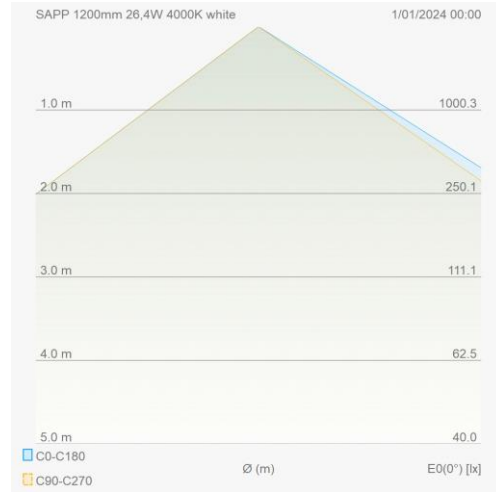 SAPP 1200mm 26,4W 4000K white 1/01/2024 00:00
1.0 m 1000.3
2.0 m 250.1
3.0 m 111.1
4.0 m 62.5
5.0 m 40.0
C0-C180
Ø (m) E0(0°) [lx]
C90-C270